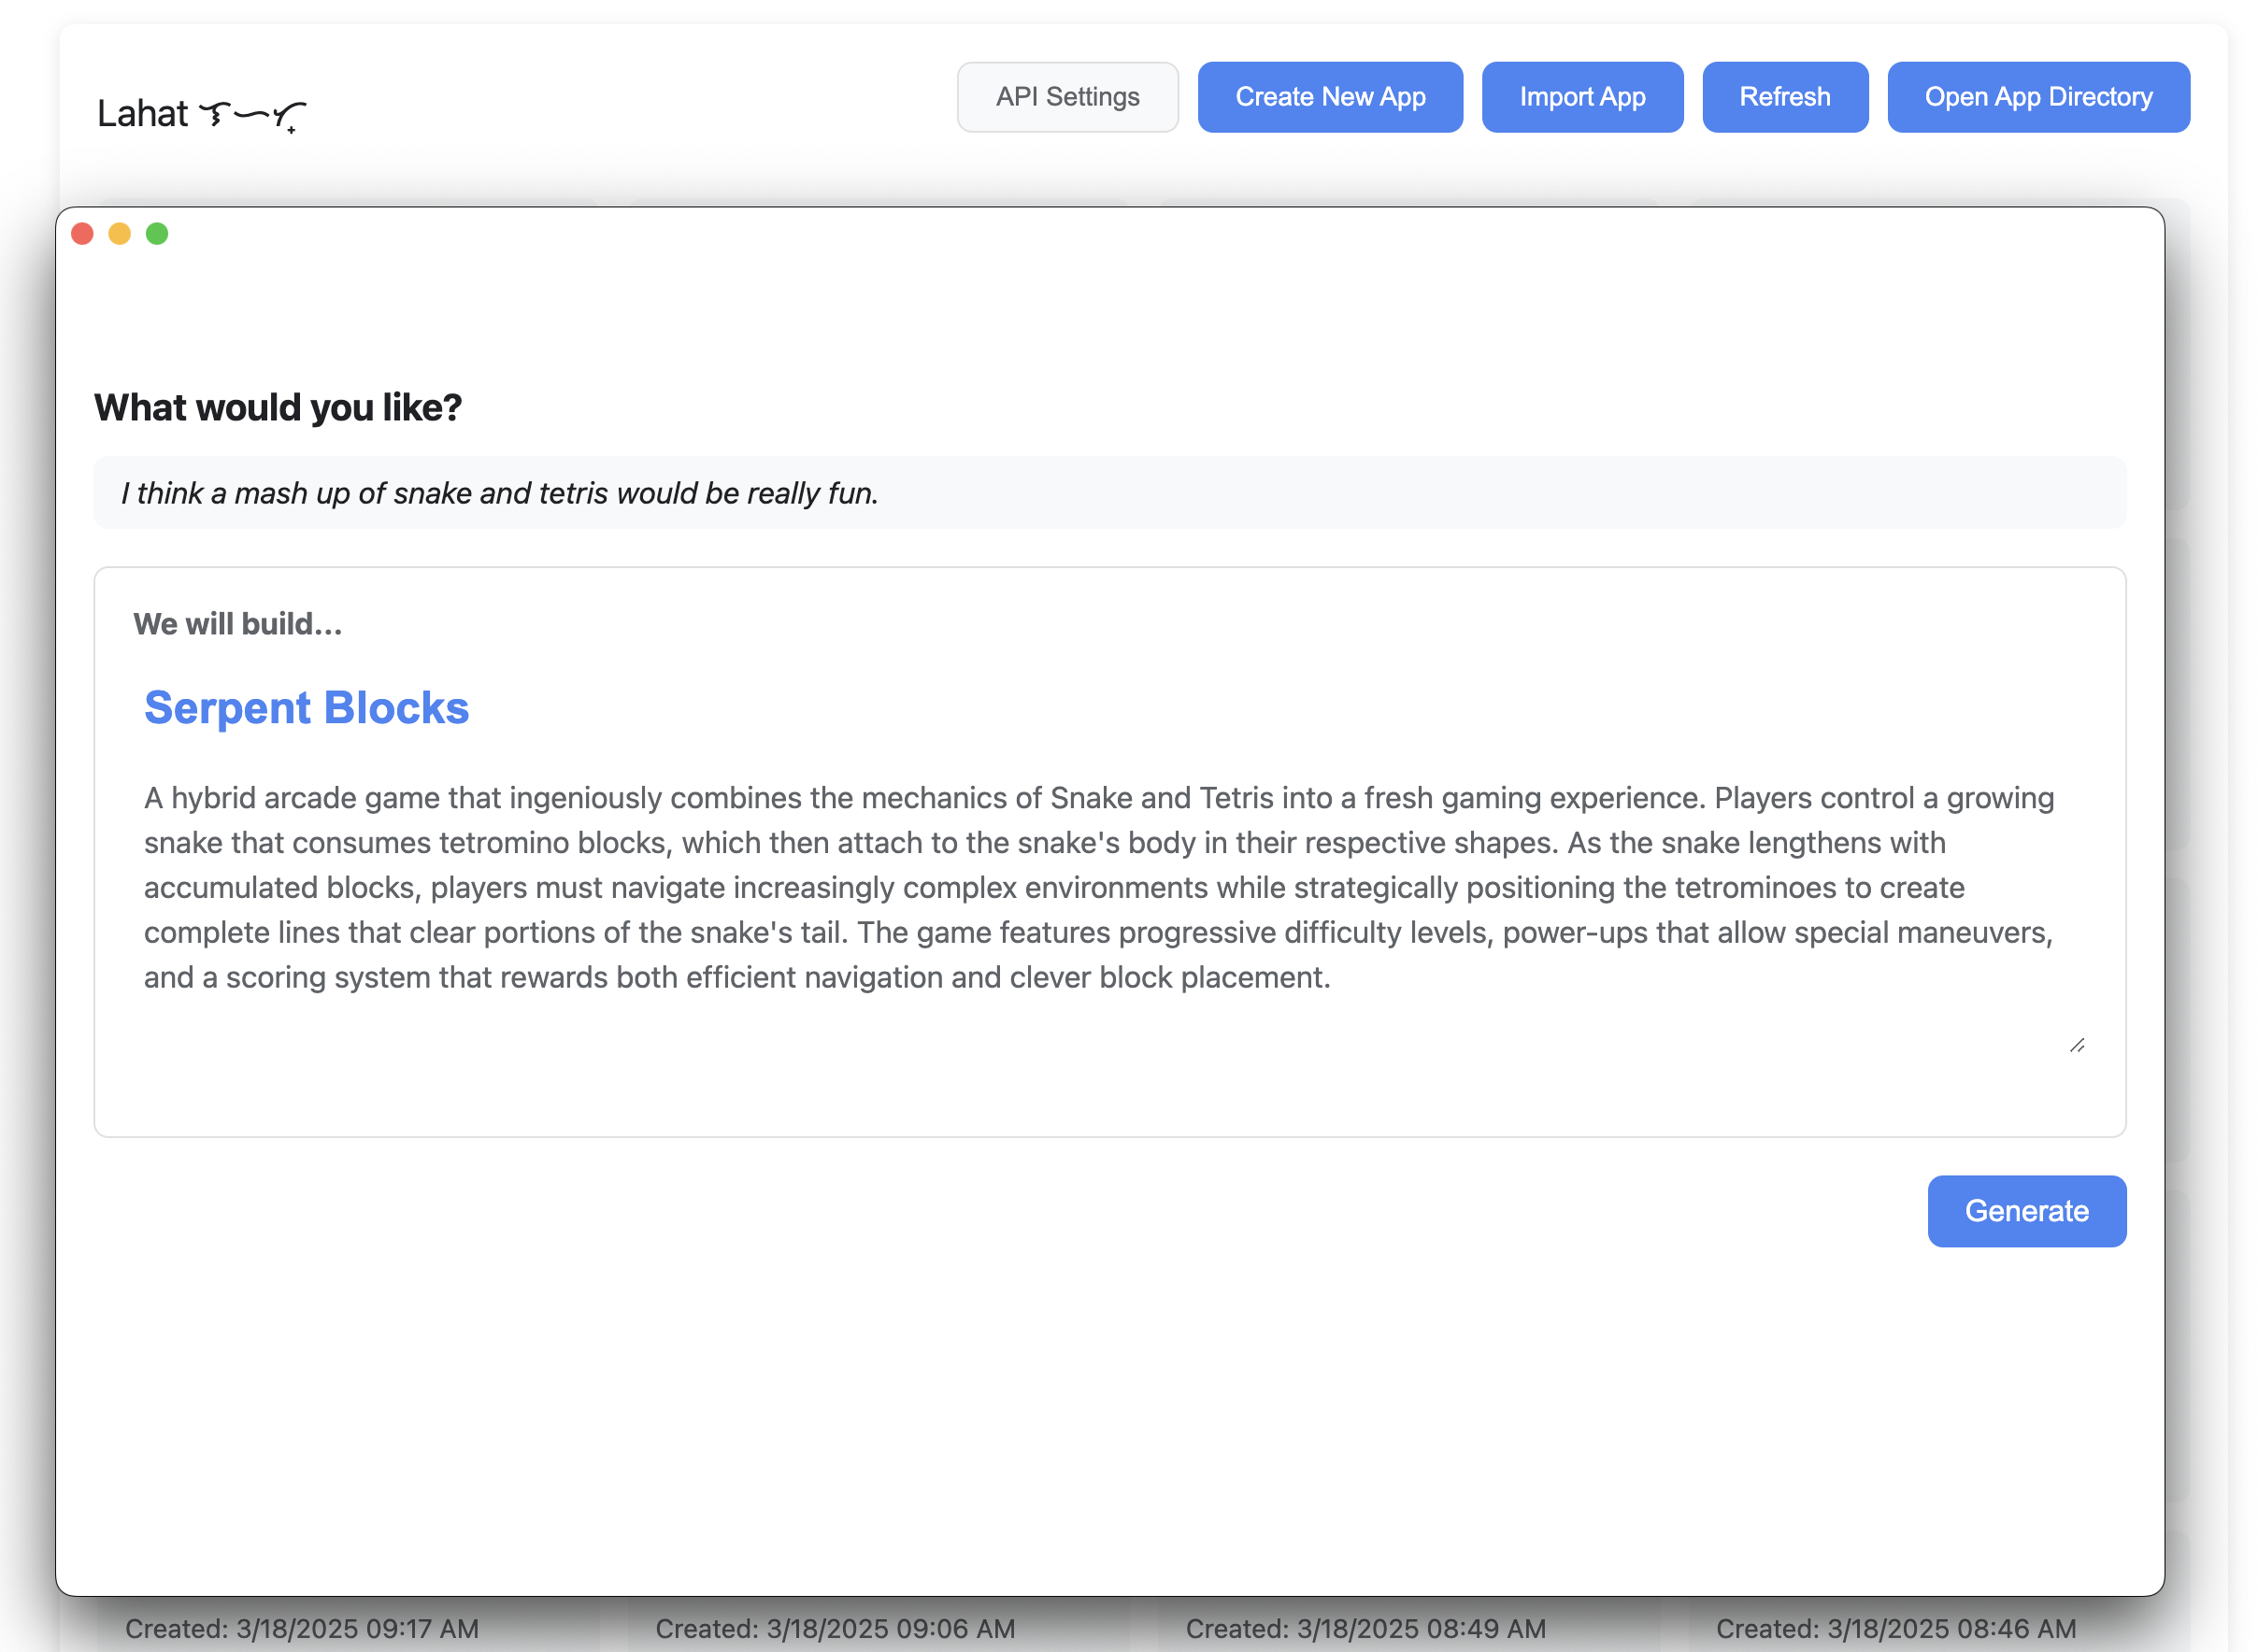 Lahat ᜎᜑᜆ᜔
API Settings
Create New App
Import App
Refresh
Open App Directory
What would you like?
I think a mash up of snake and tetris would be really fun.
We will build...
Serpent Blocks
A hybrid arcade game that ingeniously combines the mechanics of Snake and Tetris into a fresh gaming experience. Players control a growing
snake that consumes tetromino blocks, which then attach to the snake's body in their respective shapes. As the snake lengthens with
accumulated blocks, players must navigate increasingly complex environments while strategically positioning the tetrominoes to create
complete lines that clear portions of the snake's tail. The game features progressive difficulty levels, power-ups that allow special maneuvers,
and a scoring system that rewards both efficient navigation and clever block placement.
Generate
Created: 3/18/2025 09:17 AM
Created: 3/18/2025 09:06 AM
Created: 3/18/2025 08:49 AM
Created: 3/18/2025 08:46 AM